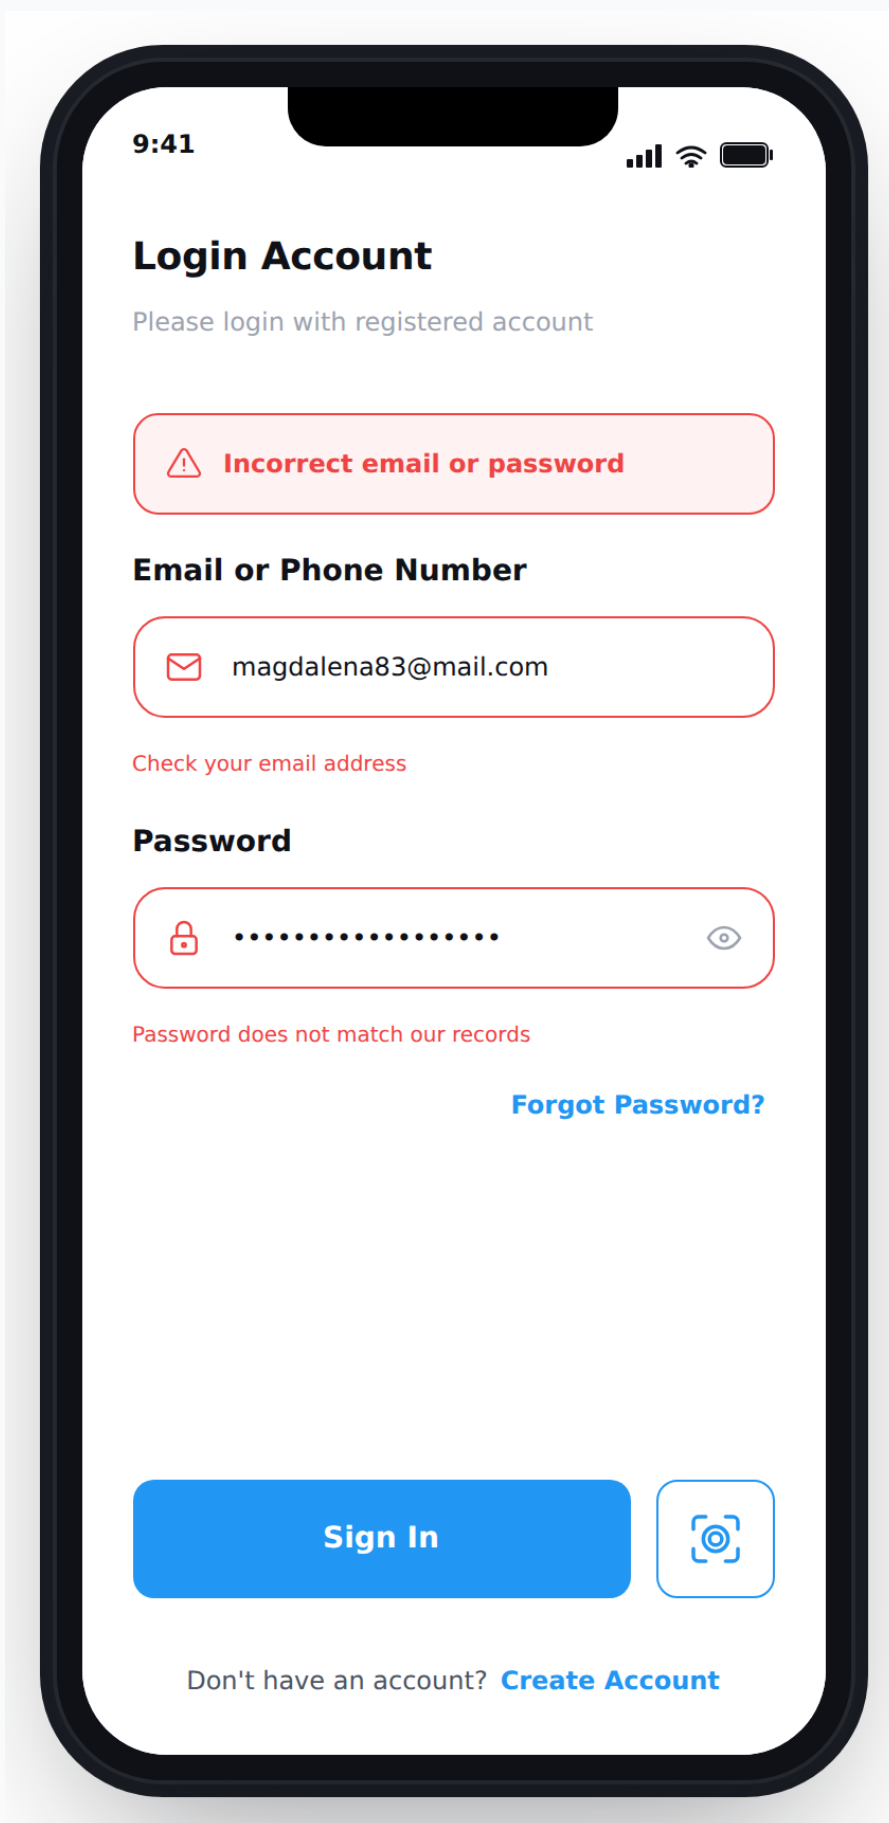 9:41
Login Account
Please login with registered account
Incorrect email or password
Email or Phone Number
magdalena83@mail.com
Check your email address
Password
••••••••••••••••••
Password does not match our records
Forgot Password?
Sign In
Don't have an account? Create Account